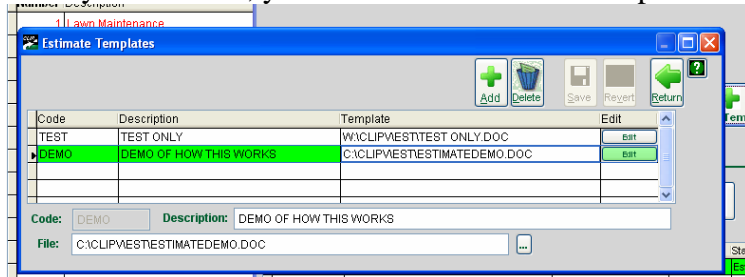 Number Description
1 Lawn Maintenance
Estimate Templates
Add Delete Save Revert Return
Code Description Template Edit
TEST TEST ONLY W:\CLIP\EST\TEST ONLY.DOC Edit
DEMO DEMO OF HOW THIS WORKS C:\CLIP\EST\ESTIMATEDEMO.DOC Edit
Code: DEMO Description: DEMO OF HOW THIS WORKS
File: C:\CLIP\EST\ESTIMATEDEMO.DOC ...